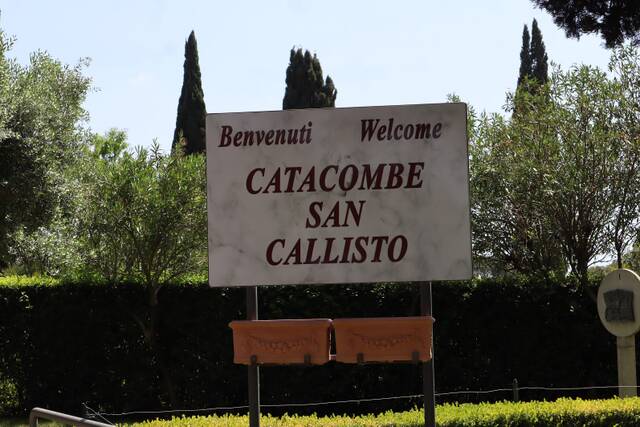 Benvenuti Welcome
CATACOMBE
SAN
CALLISTO